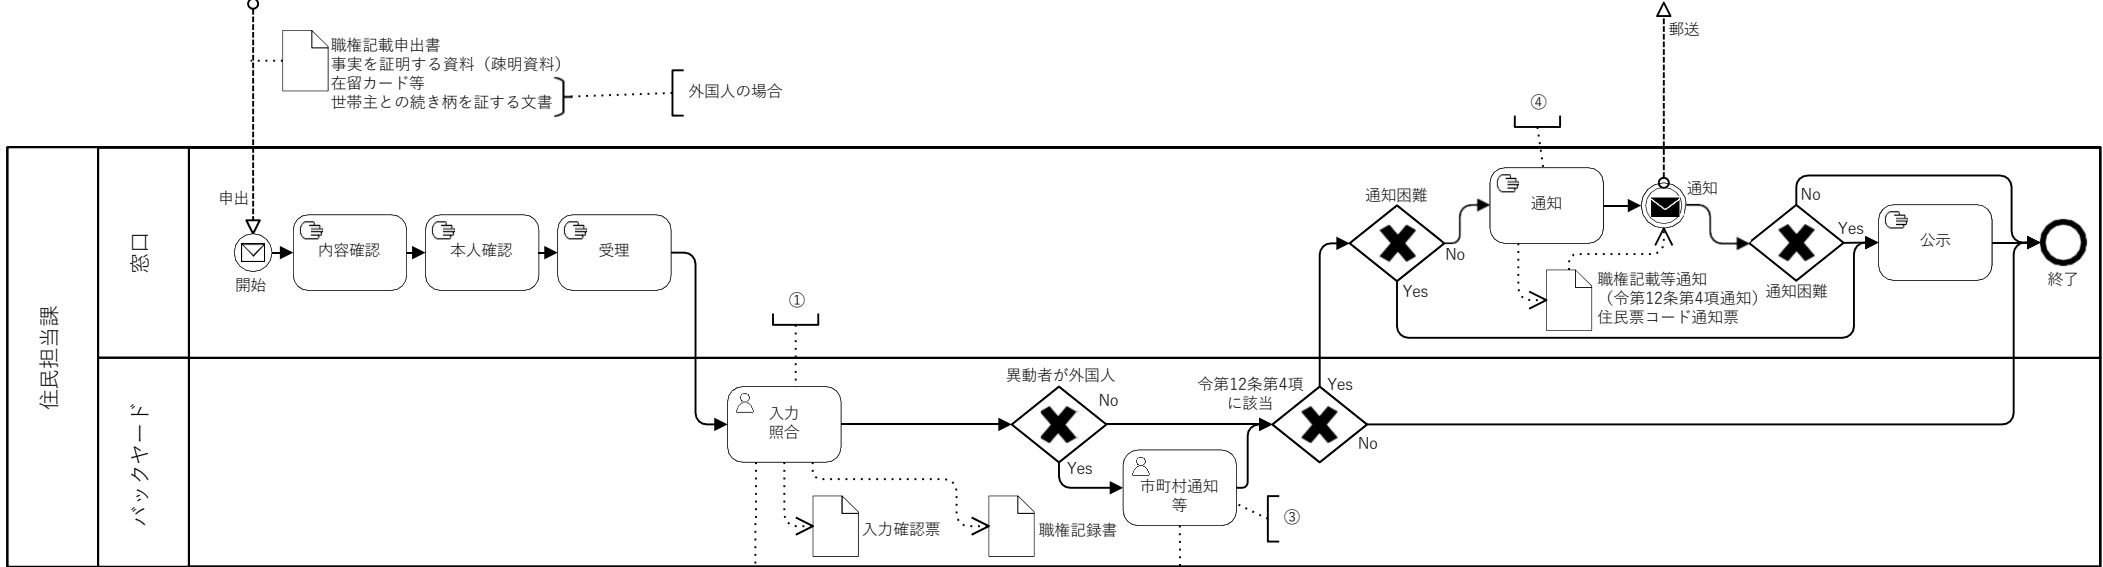 職権記載申出書
事実を証明する資料（疎明資料）
在留カード等
世帯主との続き柄を証する文書
外国人の場合
郵送
④
住民担当課
窓口
申出
開始
内容確認
本人確認
受理
通知困難
No
Yes
通知
通知
職権記載等通知
（令第12条第4項通知）
住民票コード通知票
No
Yes
通知困難
公示
終了
①
バックヤード
入力
照合
異動者が外国人
No
Yes
市町村通知
等
③
令第12条第4項
に該当
Yes
No
入力確認票
職権記録書